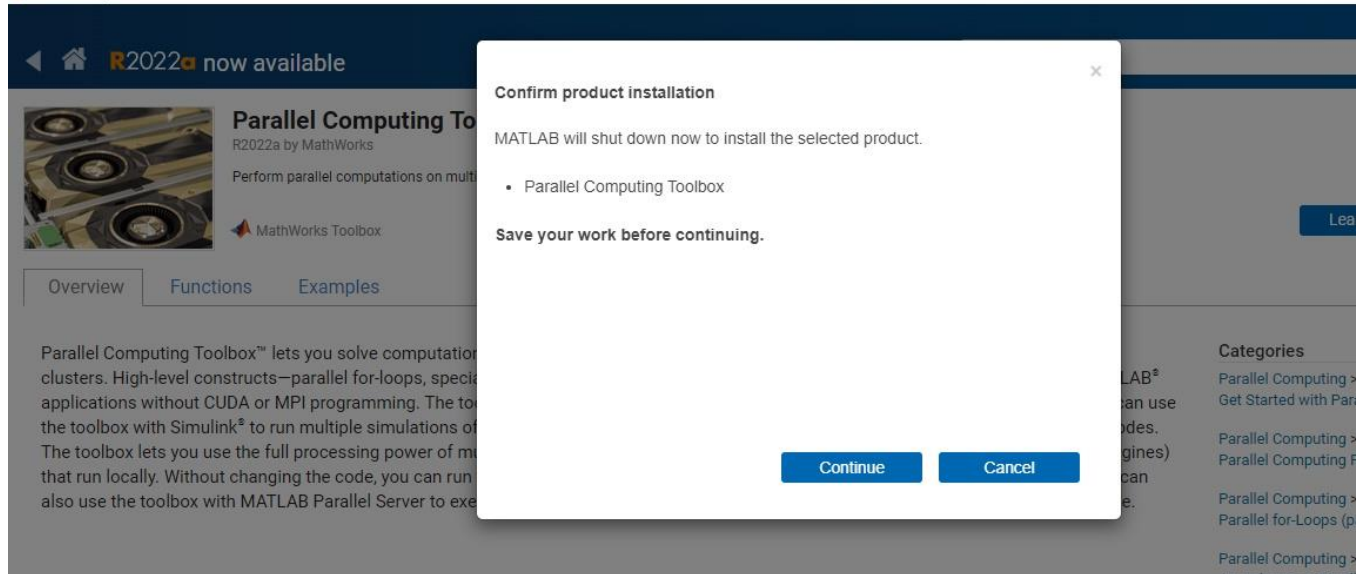 R2022a now available
Parallel Computing To
R2022a by MathWorks
Perform parallel computations on multi
MathWorks Toolbox
Lea
Overview Functions Examples
Confirm product installation
×
MATLAB will shut down now to install the selected product.
• Parallel Computing Toolbox
Save your work before continuing.
Continue Cancel
Parallel Computing Toolbox™ lets you solve computation
clusters. High-level constructs—parallel for-loops, specia
applications without CUDA or MPI programming. The too
the toolbox with Simulink® to run multiple simulations of
The toolbox lets you use the full processing power of mu
that run locally. Without changing the code, you can run
also use the toolbox with MATLAB Parallel Server to exe
LAB®
can use
odes.
gines)
can
e.
Categories
Parallel Computing >
Get Started with Para
Parallel Computing >
Parallel Computing F
Parallel Computing >
Parallel for-Loops (p
Parallel Computing >